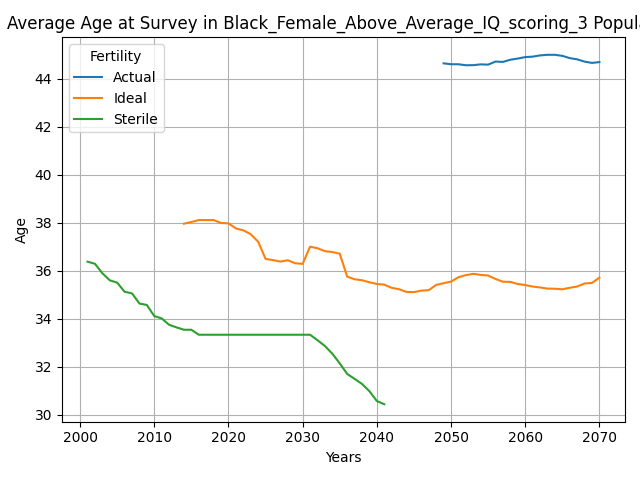 Average Age at Survey in Black_Female_Above_Average_IQ_scoring_3 Popul
Fertility
Actual
Ideal
Sterile
44
42
40
38
36
34
32
30
Age
2000 2010 2020 2030 2040 2050 2060 2070
Years